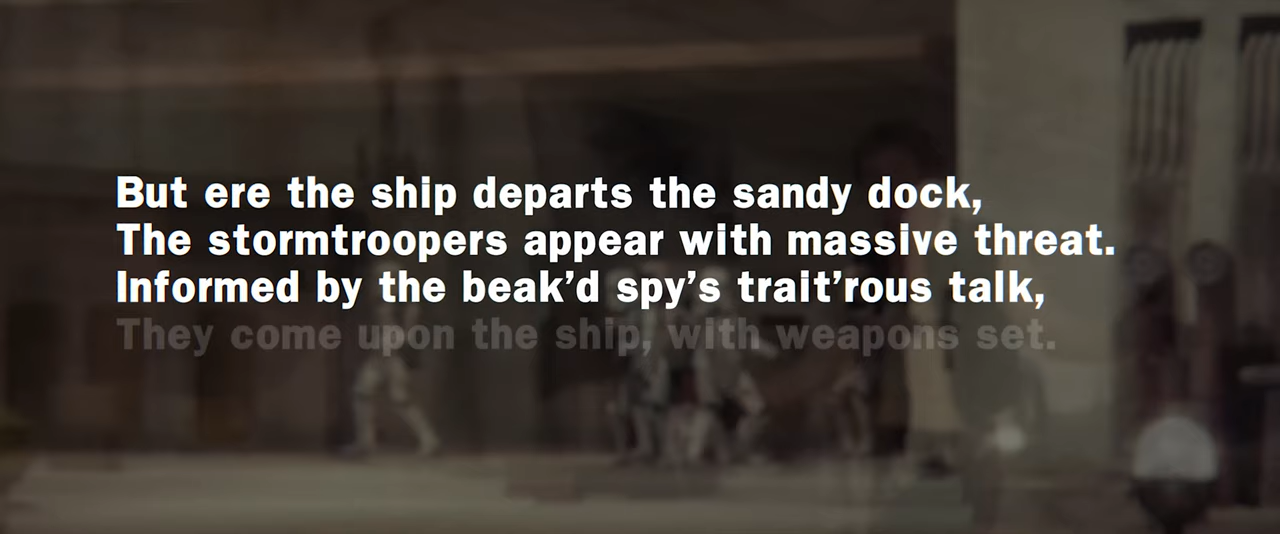 But ere the ship departs the sandy dock,
The stormtroopers appear with massive threat.
Informed by the beak’d spy’s trait’rous talk,
They come upon the ship, with weapons set.